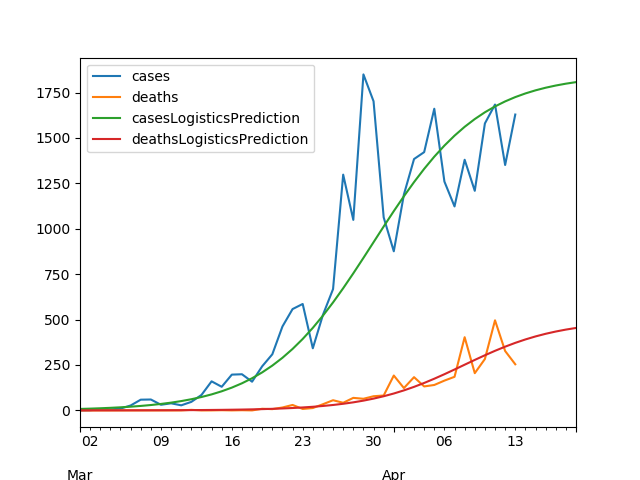 cases
deaths
casesLogisticsPrediction
deathsLogisticsPrediction
1750
1500
1250
1000
750
500
250
0
02 09 16 23 30 06 13
Mar Apr